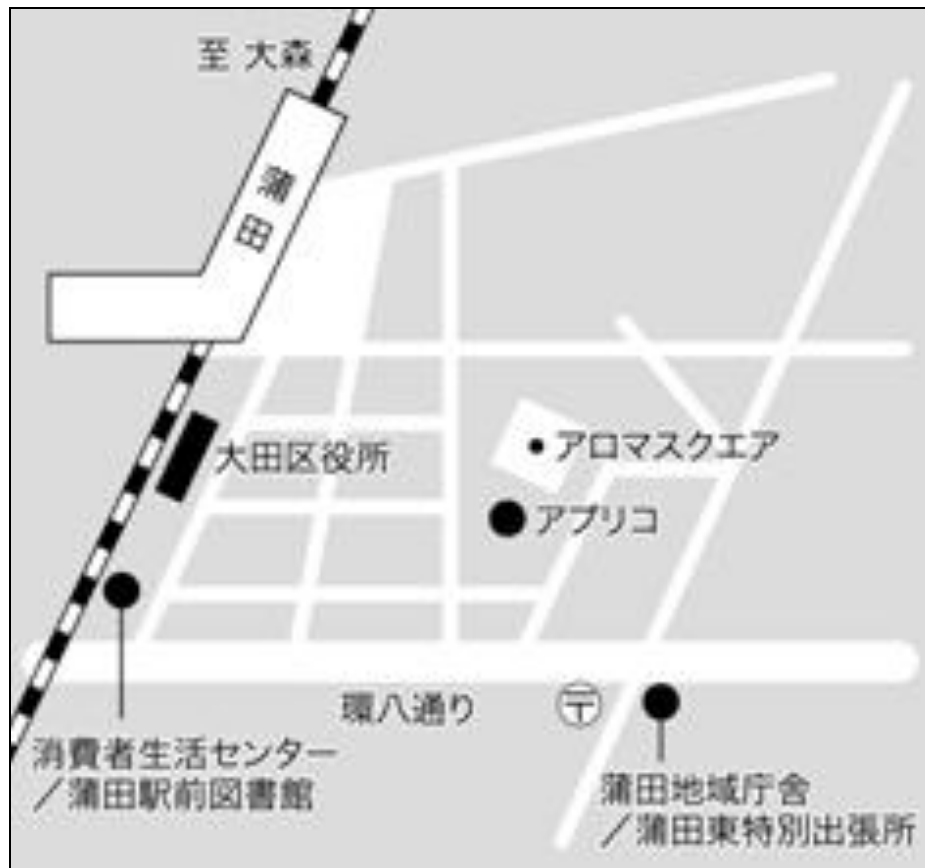 至 大森
蒲田
大田区役所
アロマスクエア
アプリコ
環八通り
〒
消費者生活センター
／蒲田駅前図書館
蒲田地域庁舎
／蒲田東特別出張所